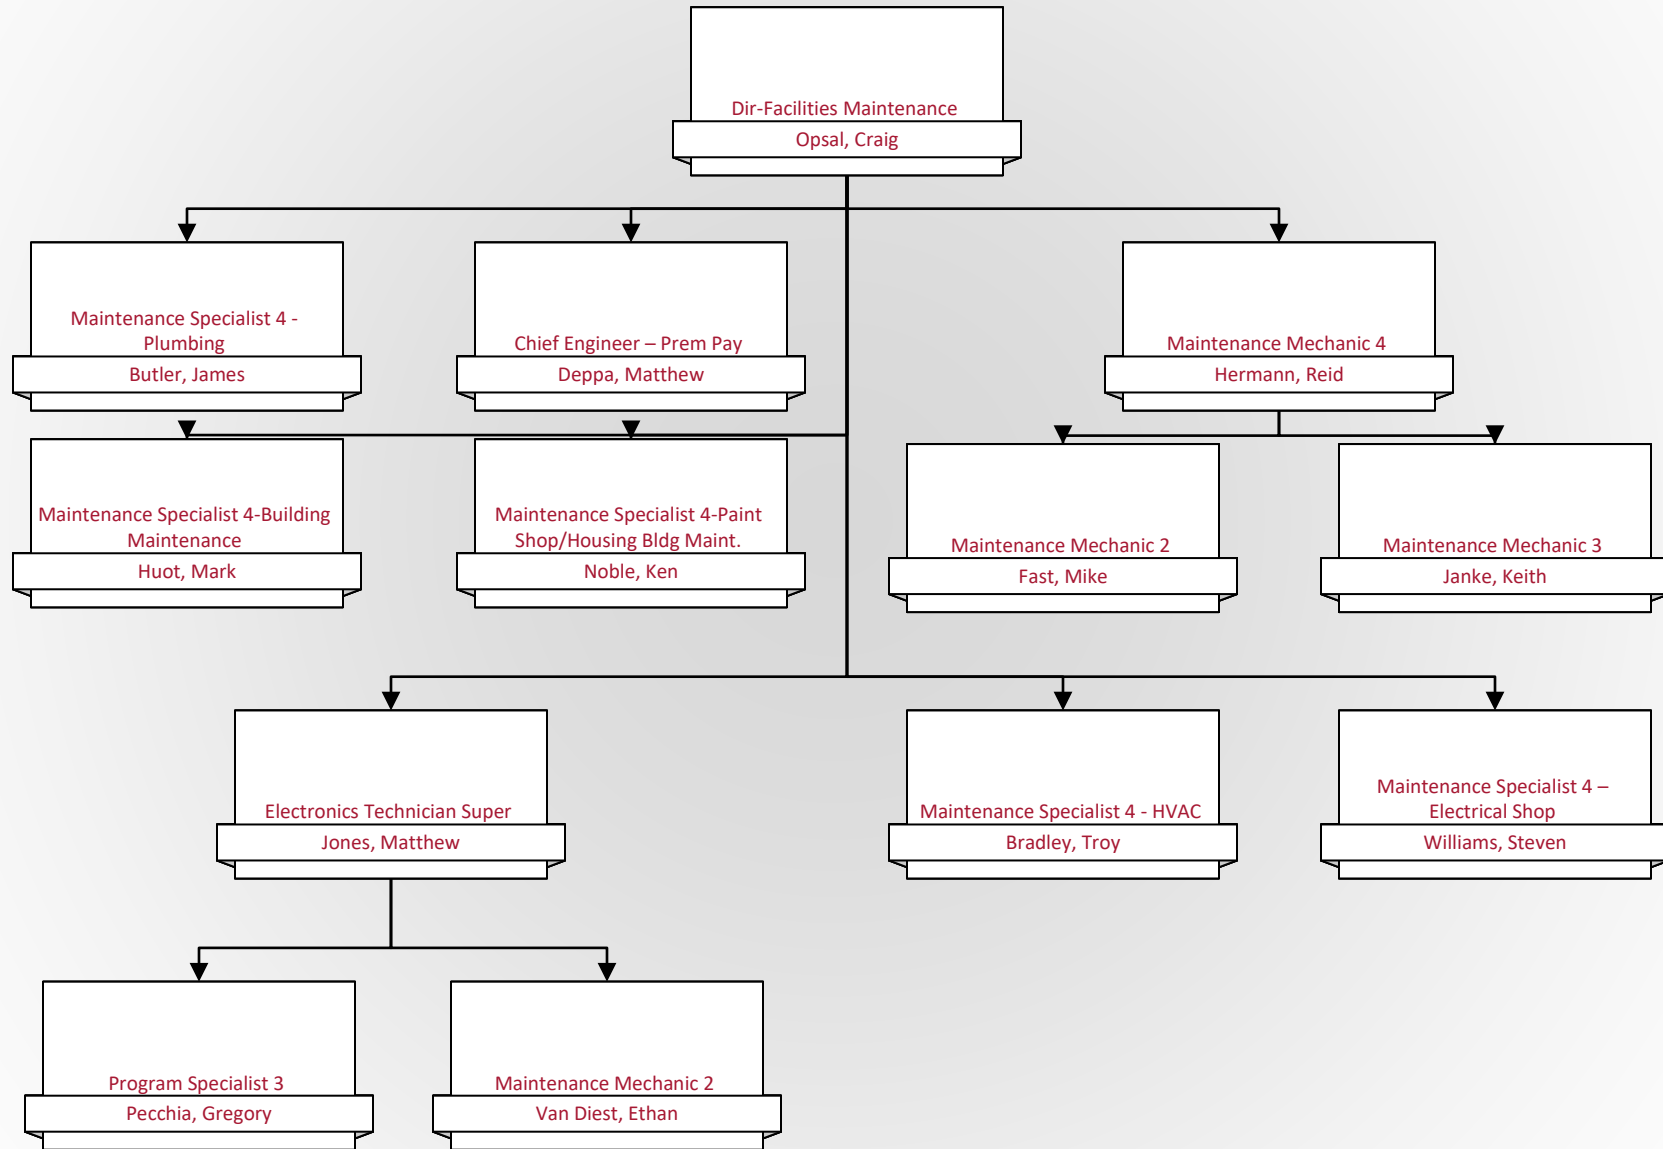 Dir-Facilities Maintenance
Opsal, Craig
Maintenance Specialist 4 -
Plumbing
Butler, James
Chief Engineer – Prem Pay
Deppa, Matthew
Maintenance Mechanic 4
Hermann, Reid
Maintenance Specialist 4-Building
Maintenance
Huot, Mark
Maintenance Specialist 4-Paint
Shop/Housing Bldg Maint.
Noble, Ken
Maintenance Mechanic 2
Fast, Mike
Maintenance Mechanic 3
Janke, Keith
Electronics Technician Super
Jones, Matthew
Maintenance Specialist 4 - HVAC
Bradley, Troy
Maintenance Specialist 4 –
Electrical Shop
Williams, Steven
Program Specialist 3
Pecchia, Gregory
Maintenance Mechanic 2
Van Diest, Ethan